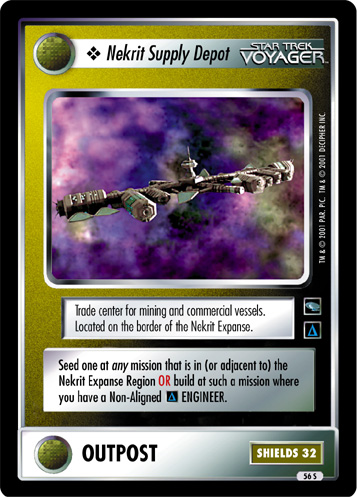 ❖ Nekrit Supply Depot
STAR TREK
VOYAGER™
TM & © 2001 PAR. PIC. TM & © 2001 DECIPHER INC.
Trade center for mining and commercial vessels.
Located on the border of the Nekrit Expanse.
Δ
Seed one at any mission that is in (or adjacent) to the
Nekrit Expanse Region OR build at such a mission where
you have a Non-Aligned Δ ENGINEER.
OUTPOST
SHIELDS 32
56 S